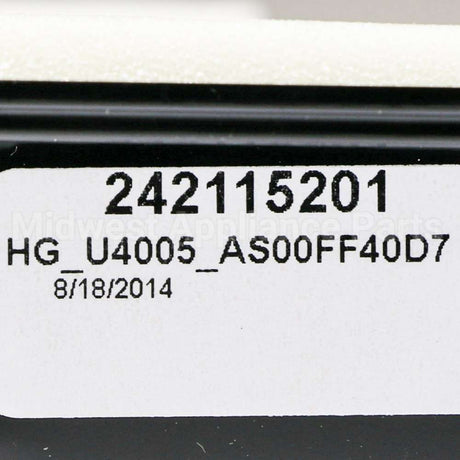 242115201
Midwest Appliance Parts
HG_U4005_AS00FF40D7
8/18/2014